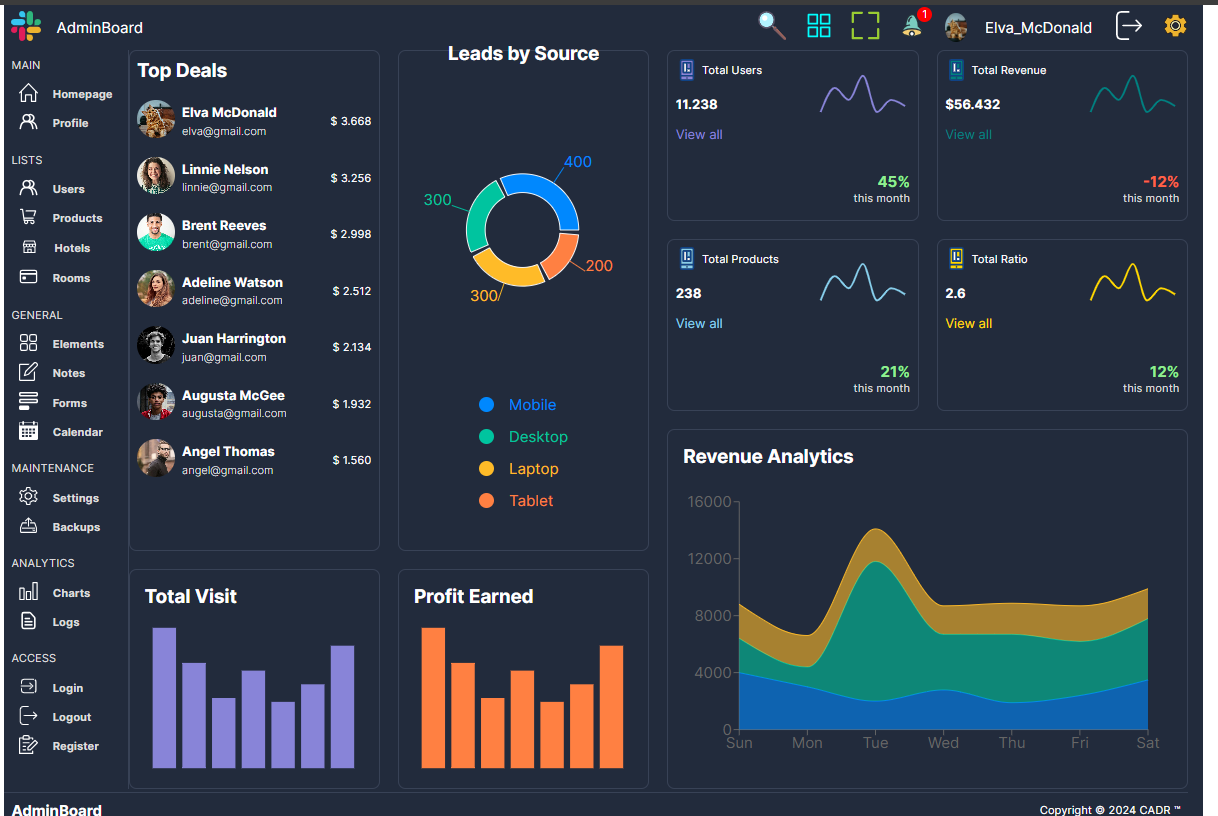 AdminBoard
1
Elva_McDonald
MAIN
Homepage
Profile
LISTS
Users
Products
Hotels
Rooms
GENERAL
Elements
Notes
Forms
Calendar
MAINTENANCE
Settings
Backups
ANALYTICS
Charts
Logs
ACCESS
Login
Logout
Register
Top Deals
Elva McDonald
elva@gmail.com
$ 3.668
Linnie Nelson
linnie@gmail.com
$ 3.256
Brent Reeves
brent@gmail.com
$ 2.998
Adeline Watson
adeline@gmail.com
$ 2.512
Juan Harrington
juan@gmail.com
$ 2.134
Augusta McGee
augusta@gmail.com
$ 1.932
Angel Thomas
angel@gmail.com
$ 1.560
Leads by Source
400
300
200
300
Mobile
Desktop
Laptop
Tablet
Total Users
11.238
View all
45%
this month
Total Revenue
$56.432
View all
-12%
this month
Total Products
238
View all
21%
this month
Total Ratio
2.6
View all
12%
this month
Revenue Analytics
16000
12000
8000
4000
0
Sun Mon Tue Wed Thu Fri Sat
Total Visit
Profit Earned
AdminBoard
Copyright © 2024 CADR ™